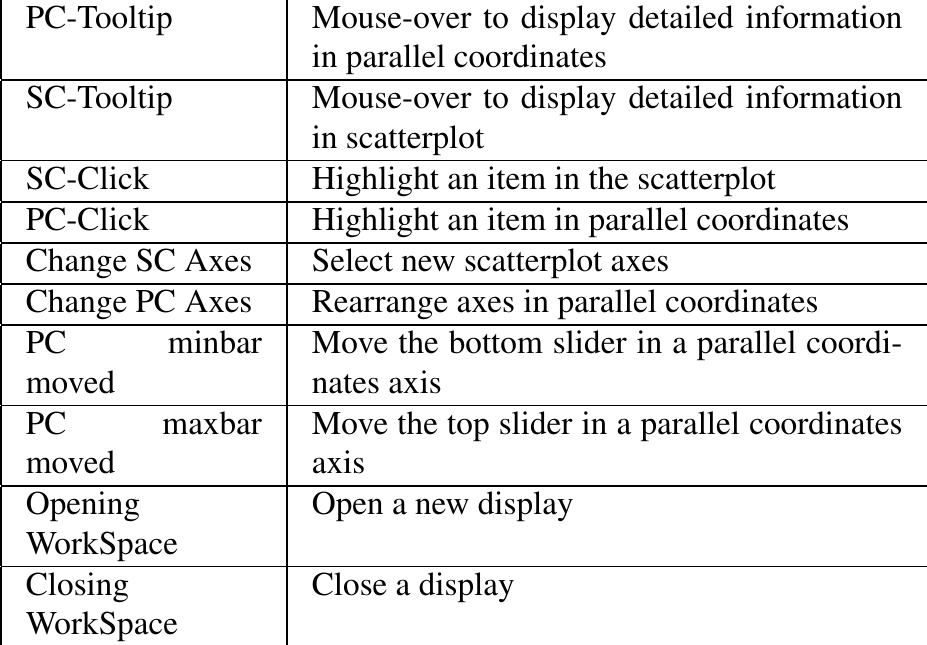 PC-Tooltip Mouse-over to display detailed information
in parallel coordinates
SC-Tooltip Mouse-over to display detailed information
in scatterplot
SC-Click Highlight an item in the scatterplot
PC-Click Highlight an item in parallel coordinates
Change SC Axes Select new scatterplot axes
Change PC Axes Rearrange axes in parallel coordinates
PC minbar Move the bottom slider in a parallel coordi-
moved nates axis
PC maxbar Move the top slider in a parallel coordinates
moved axis
Opening Open a new display
WorkSpace
Closing Close a display
WorkSpace